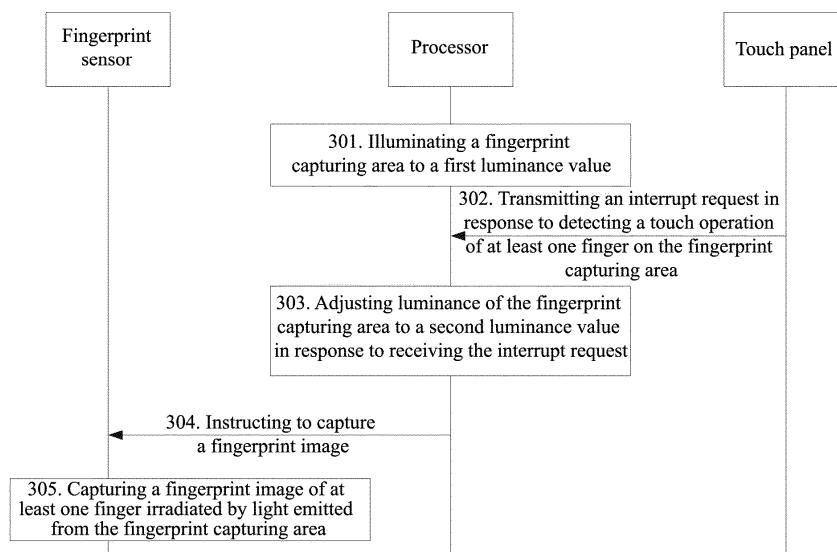 Fingerprint
sensor
Processor
Touch panel
301. Illuminating a fingerprint
capturing area to a first luminance value
302. Transmitting an interrupt request in
response to detecting a touch operation
of at least one finger on the fingerprint
capturing area
303. Adjusting luminance of the fingerprint
capturing area to a second luminance value
in response to receiving the interrupt request
304. Instructing to capture
a fingerprint image
305. Capturing a fingerprint image of at
least one finger irradiated by light emitted
from the fingerprint capturing area